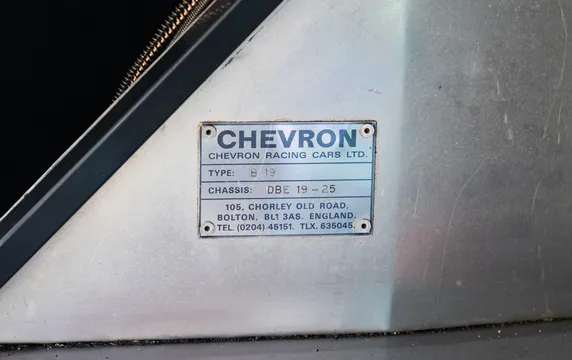 CHEVRON
CHEVRON RACING CARS LTD.
TYPE: B 19
CHASSIS: DBE 19-25
105, CHORLEY OLD ROAD,
BOLTON, BL1 3AS. ENGLAND.
TEL. (0204) 45151. TLX. 635045.